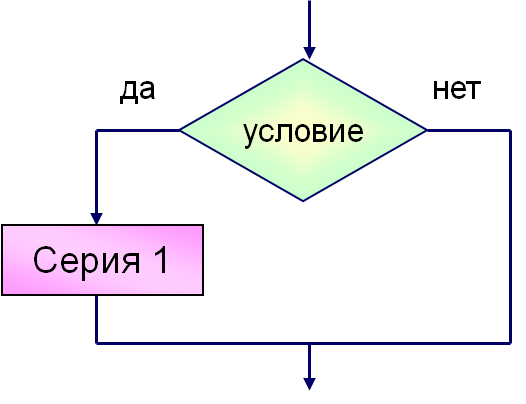 да
нет
условие
Серия 1